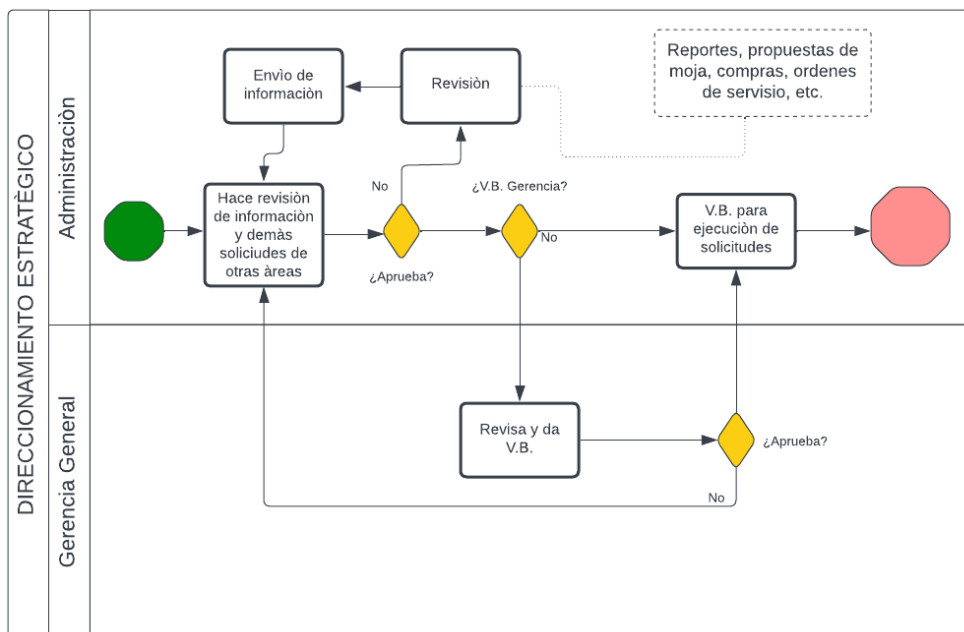 DIRECCIONAMIENTO ESTRATÈGICO
Administraciòn
Envìo de
informaciòn
Revisiòn
Reportes, propuestas de
moja, compras, ordenes
de servisio, etc.
Hace revisiòn
de informaciòn
y demàs
soliciudes de
otras àreas
No
¿Aprueba?
¿V.B. Gerencia?
No
V.B. para
ejecuciòn de
solicitudes
Gerencia General
Revisa y da
V.B.
¿Aprueba?
No